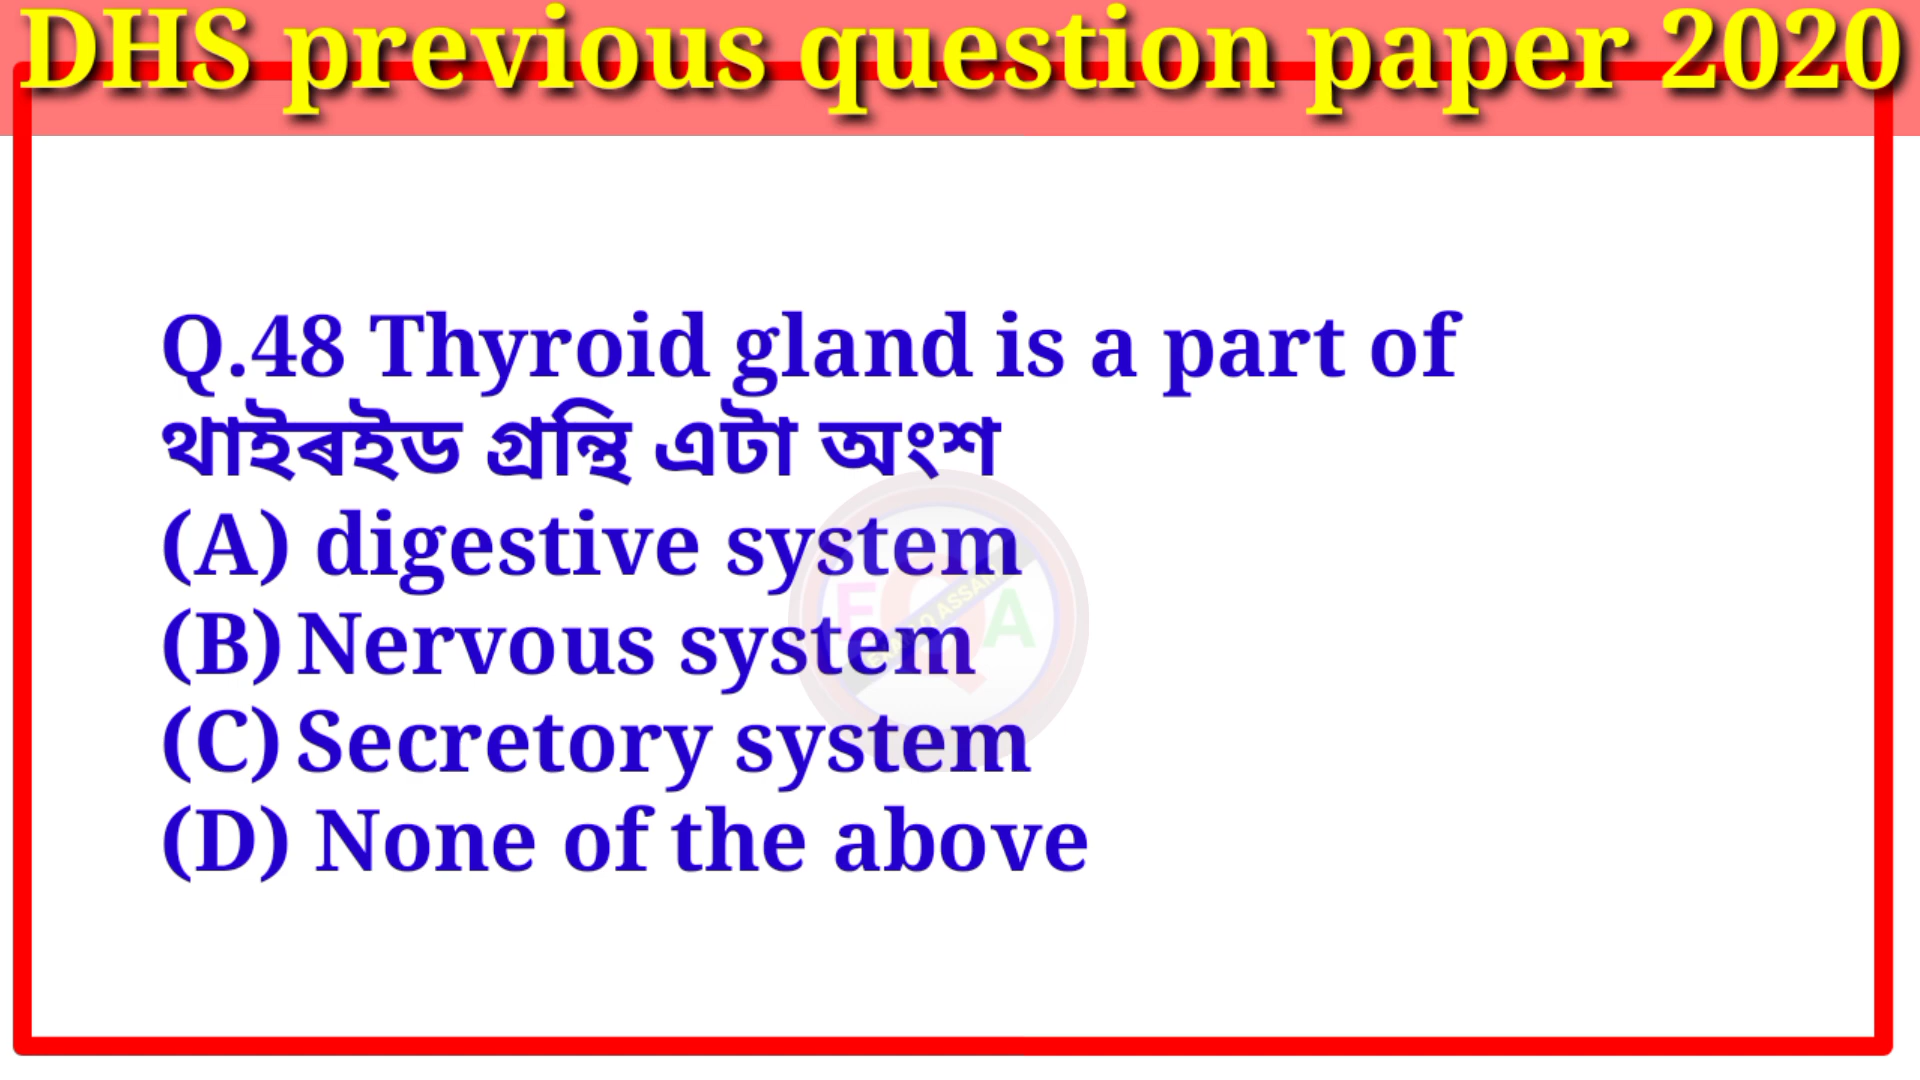 DHS previous question paper 2020
Q.48 Thyroid gland is a part of
থাইৰইড গ্ৰন্থি এটা অংশ
(A) digestive system
(B) Nervous system
(C) Secretory system
(D) None of the above
E Q A